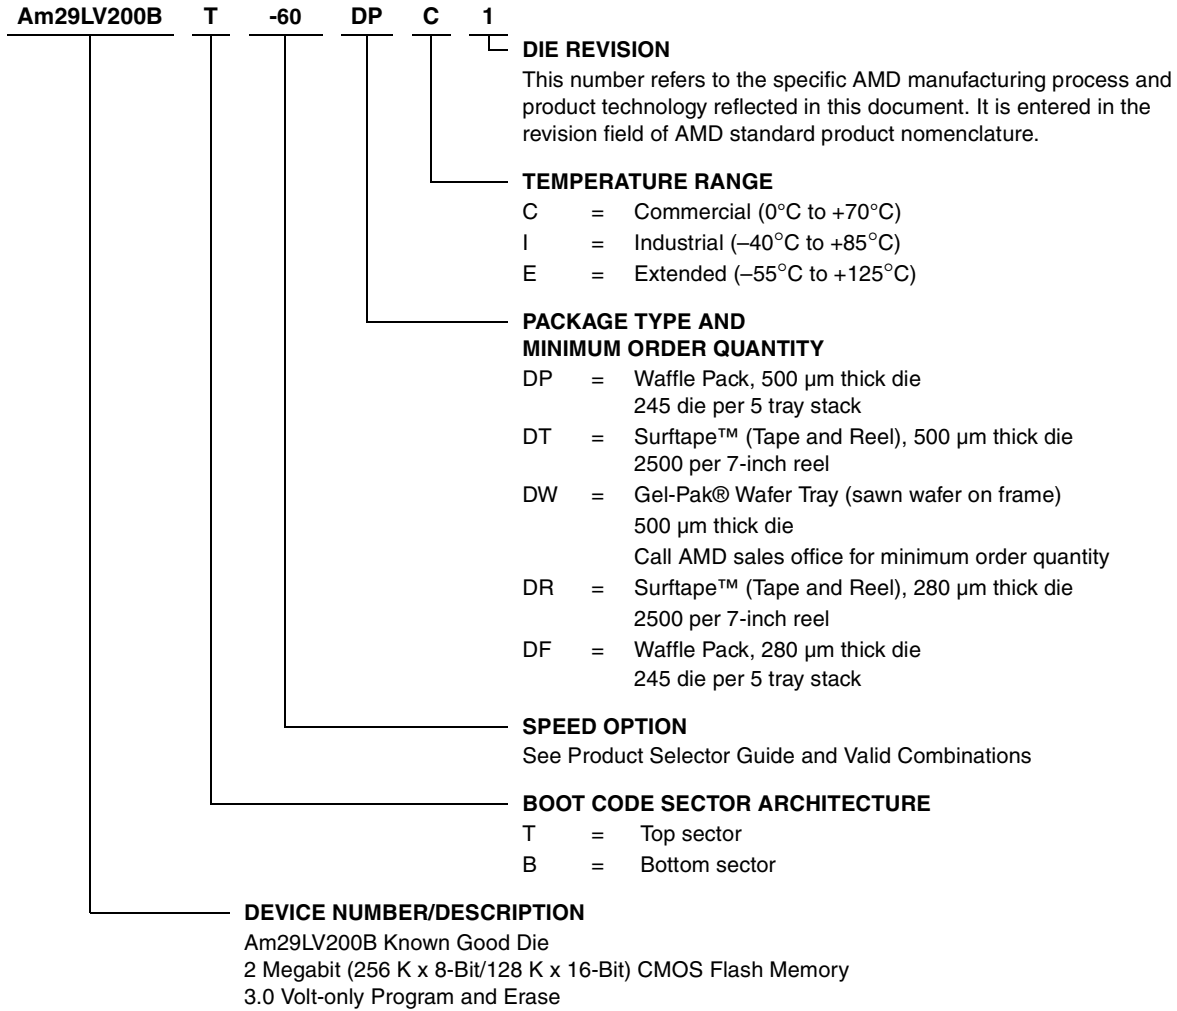 Am29LV200B T -60 DP C 1
DIE REVISION
This number refers to the specific AMD manufacturing process and
product technology reflected in this document. It is entered in the
revision field of AMD standard product nomenclature.
TEMPERATURE RANGE
C = Commercial (0°C to +70°C)
I = Industrial (–40°C to +85°C)
E = Extended (–55°C to +125°C)
PACKAGE TYPE AND
MINIMUM ORDER QUANTITY
DP = Waffle Pack, 500 µm thick die
245 die per 5 tray stack
DT = Surftape™ (Tape and Reel), 500 µm thick die
2500 per 7-inch reel
DW = Gel-Pak® Wafer Tray (sawn wafer on frame)
500 µm thick die
Call AMD sales office for minimum order quantity
DR = Surftape™ (Tape and Reel), 280 µm thick die
2500 per 7-inch reel
DF = Waffle Pack, 280 µm thick die
245 die per 5 tray stack
SPEED OPTION
See Product Selector Guide and Valid Combinations
BOOT CODE SECTOR ARCHITECTURE
T = Top sector
B = Bottom sector
DEVICE NUMBER/DESCRIPTION
Am29LV200B Known Good Die
2 Megabit (256 K x 8-Bit/128 K x 16-Bit) CMOS Flash Memory
3.0 Volt-only Program and Erase